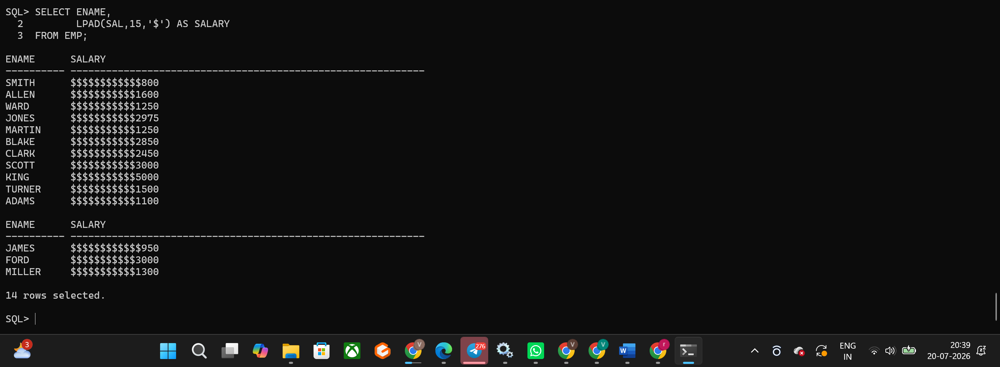 SQL> SELECT ENAME,
  2         LPAD(SAL,15,'$') AS SALARY
  3  FROM EMP;
ENAME      SALARY
---------- ------------------------------------------------------------
SMITH      $$$$$$$$$$$$800
ALLEN      $$$$$$$$$$$1600
WARD       $$$$$$$$$$$1250
JONES      $$$$$$$$$$$2975
MARTIN     $$$$$$$$$$$1250
BLAKE      $$$$$$$$$$$2850
CLARK      $$$$$$$$$$$2450
SCOTT      $$$$$$$$$$$3000
KING       $$$$$$$$$$$5000
TURNER     $$$$$$$$$$$1500
ADAMS      $$$$$$$$$$$1100
ENAME      SALARY
---------- ------------------------------------------------------------
JAMES      $$$$$$$$$$$$950
FORD       $$$$$$$$$$$3000
MILLER     $$$$$$$$$$$1300
14 rows selected.
SQL>
3
V
276
V
V
W
r
ENG
IN
20:39
20-07-2026